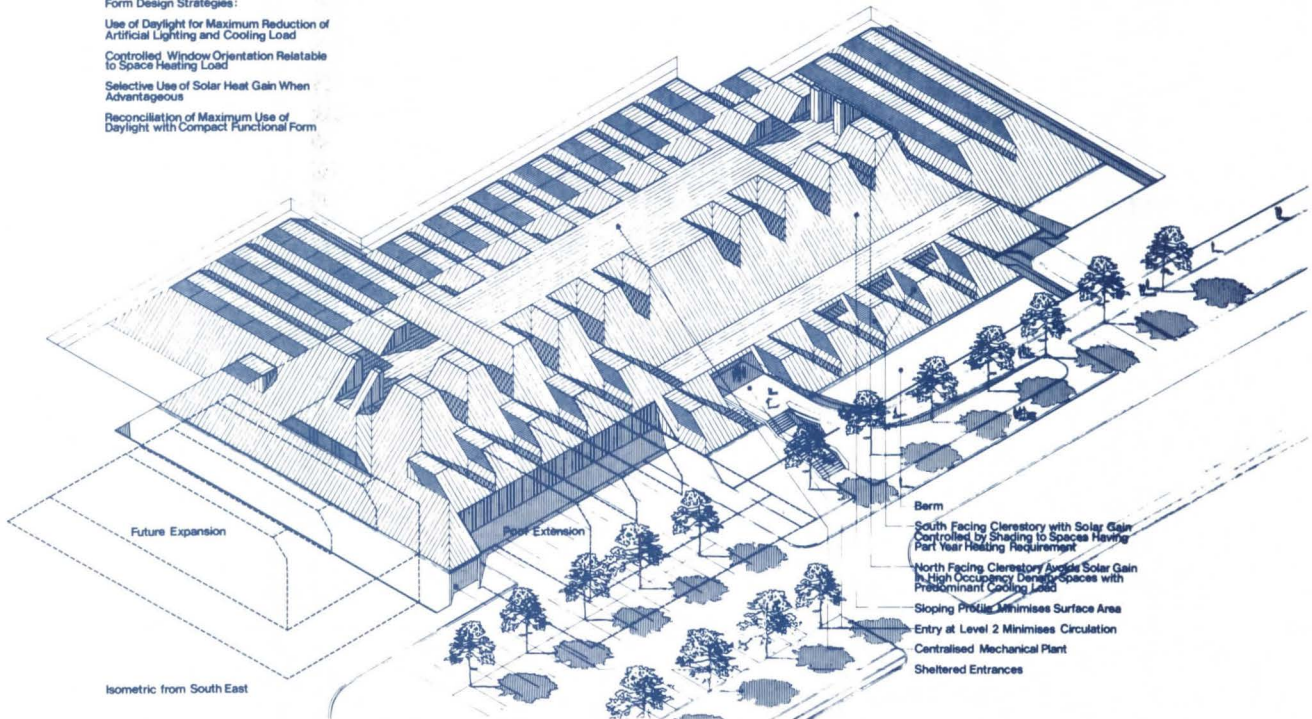 Form Design Strategies:
Use of Daylight for Maximum Reduction of
Artificial Lighting and Cooling Load
Controlled Window Orientation Relatable
to Space Heating Load
Selective Use of Solar Heat Gain When
Advantageous
Reconciliation of Maximum Use of
Daylight with Compact Functional Form
Future Expansion
Roof Extension
Berm
South Facing Clerestory with Solar Gain
Controlled by Shading to Spaces Having
Part Year Heating Requirement
North Facing Clerestory Avoids Solar Gain
In High Occupancy Density Spaces with
Predominant Cooling Load
Sloping Profile Minimises Surface Area
Entry at Level 2 Minimises Circulation
Centralised Mechanical Plant
Sheltered Entrances
Isometric from South East